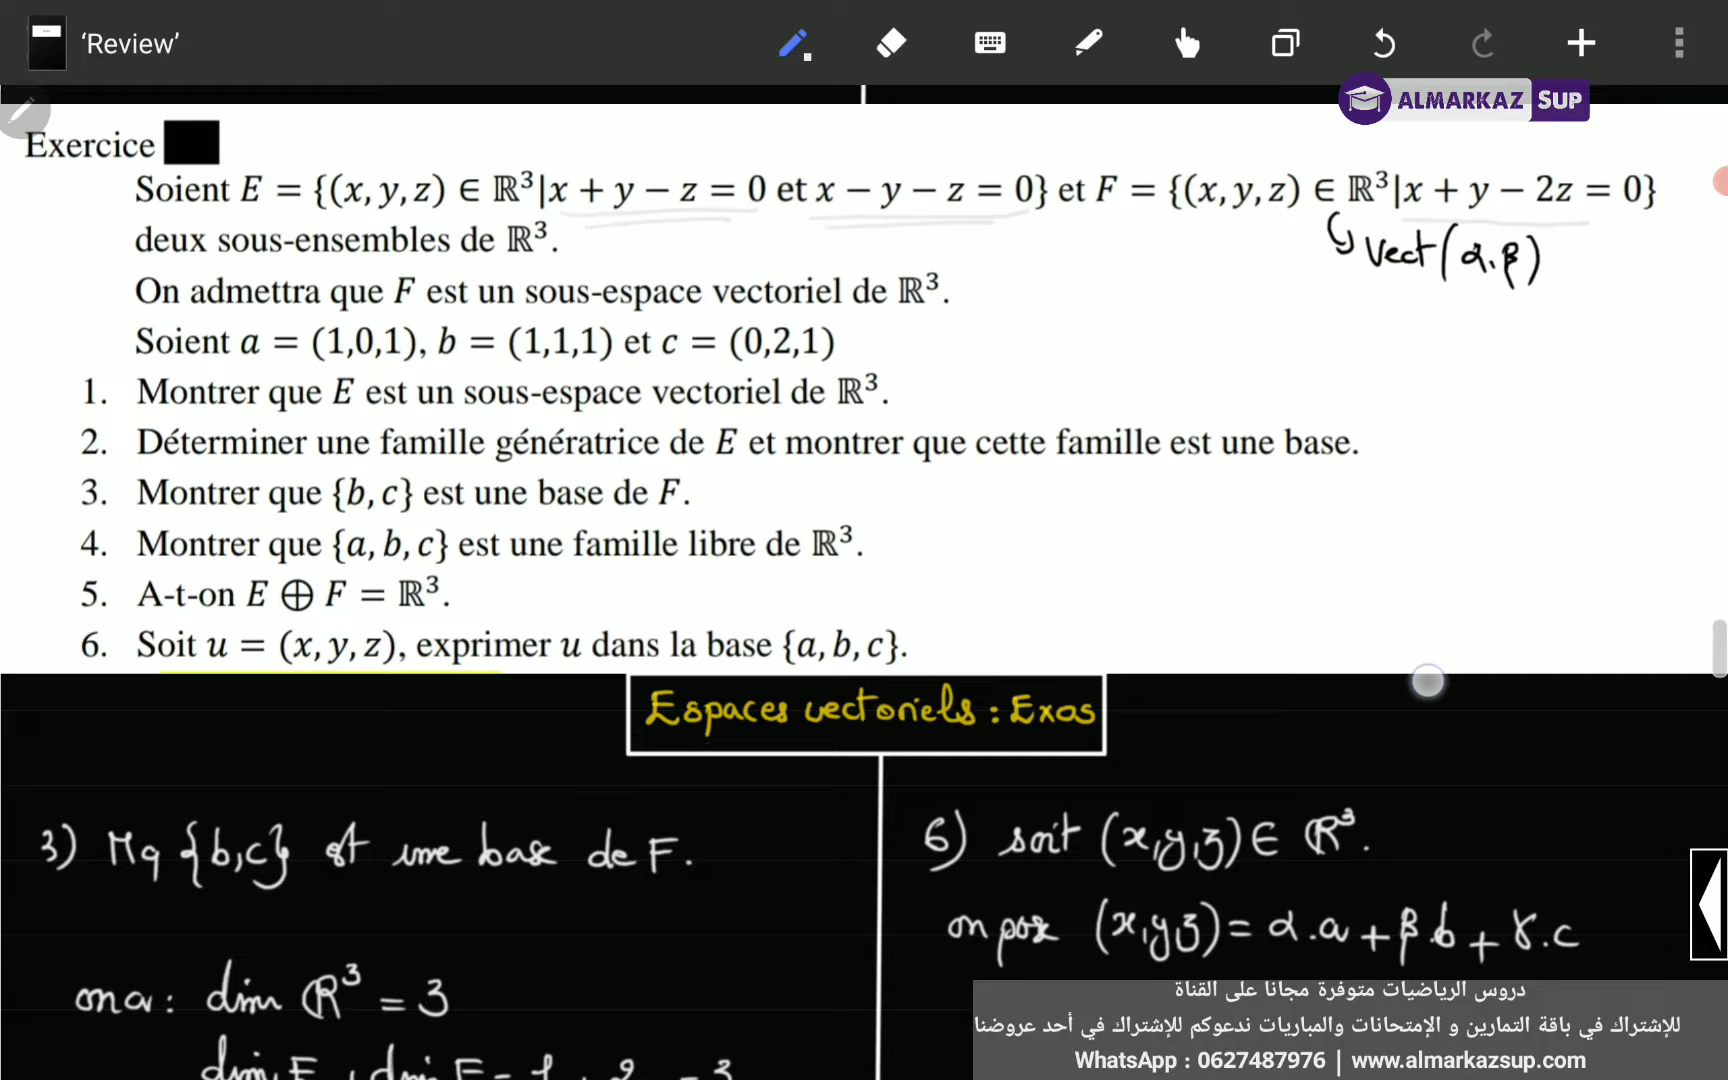 ‘Review’
ALMARKAZ SUP
Exercice
Soient E = {(x, y, z) ∈ ℝ³|x + y − z = 0 et x − y − z = 0} et F = {(x, y, z) ∈ ℝ³|x + y − 2z = 0}
deux sous-ensembles de ℝ³.
Vect(α, β)
On admettra que F est un sous-espace vectoriel de ℝ³.
Soient a = (1,0,1), b = (1,1,1) et c = (0,2,1)
1. Montrer que E est un sous-espace vectoriel de ℝ³.
2. Déterminer une famille génératrice de E et montrer que cette famille est une base.
3. Montrer que {b, c} est une base de F.
4. Montrer que {a, b, c} est une famille libre de ℝ³.
5. A-t-on E ⊕ F = ℝ³.
6. Soit u = (x, y, z), exprimer u dans la base {a, b, c}.
Espaces vectoriels : Exos
3) Mq {b,c} est une base de F.
on a : dim ℝ³ = 3
6) soit (x,y,z) ∈ ℝ³.
on pose (x,y,z) = α.a + β.b + γ.c
دروس الرياضيات متوفرة مجانا على القناة
للإشتراك في باقة التمارين و الإمتحانات والمباريات ندعوكم للإشتراك في أحد عروضنا
WhatsApp : 0627487976 | www.almarkazsup.com